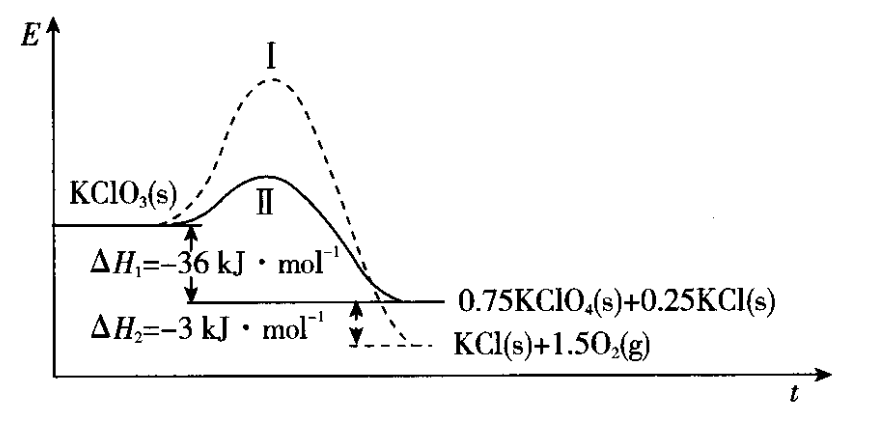 E
I
KClO₃(s)
II
ΔH₁=−36 kJ · mol⁻¹
0.75KClO₄(s)+0.25KCl(s)
ΔH₂=−3 kJ · mol⁻¹
KCl(s)+1.5O₂(g)
t